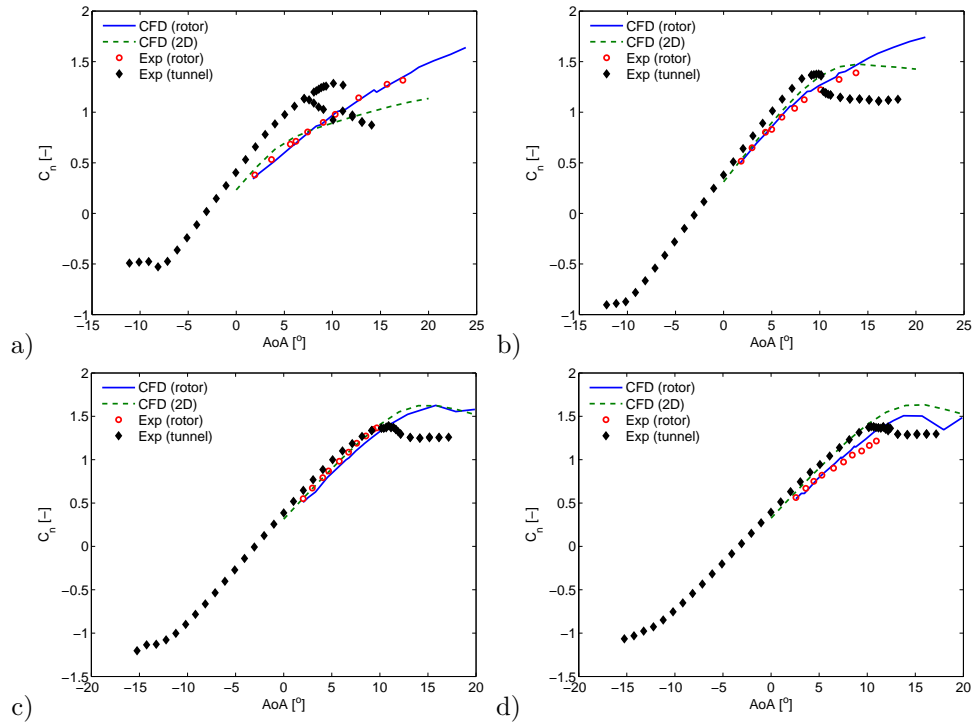 CFD (rotor)
CFD (2D)
Exp (rotor)
Exp (tunnel)
2
1.5
1
0.5
0
−0.5
−1
C_n [−]
−15 −10 −5 0 5 10 15 20 25
AoA [°]
a)
CFD (rotor)
CFD (2D)
Exp (rotor)
Exp (tunnel)
2
1.5
1
0.5
0
−0.5
−1
C_n [−]
−15 −10 −5 0 5 10 15 20 25
AoA [°]
b)
CFD (rotor)
CFD (2D)
Exp (rotor)
Exp (tunnel)
2
1.5
1
0.5
0
−0.5
−1
−1.5
C_n [−]
−20 −15 −10 −5 0 5 10 15 20
AoA [°]
c)
CFD (rotor)
CFD (2D)
Exp (rotor)
Exp (tunnel)
2
1.5
1
0.5
0
−0.5
−1
−1.5
C_n [−]
−20 −15 −10 −5 0 5 10 15 20
AoA [°]
d)